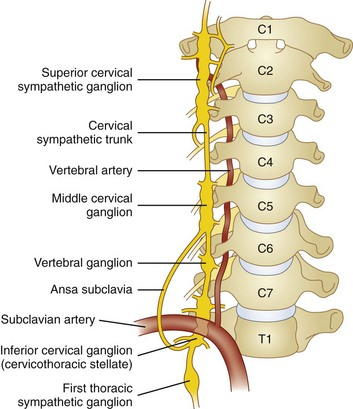 C1
C2
Superior cervical
sympathetic ganglion
C3
Cervical
sympathetic trunk
C4
Vertebral artery
Middle cervical
ganglion
C5
C6
Vertebral ganglion
Ansa subclavia
C7
Subclavian artery
T1
Inferior cervical ganglion
(cervicothoracic stellate)
First thoracic
sympathetic ganglion